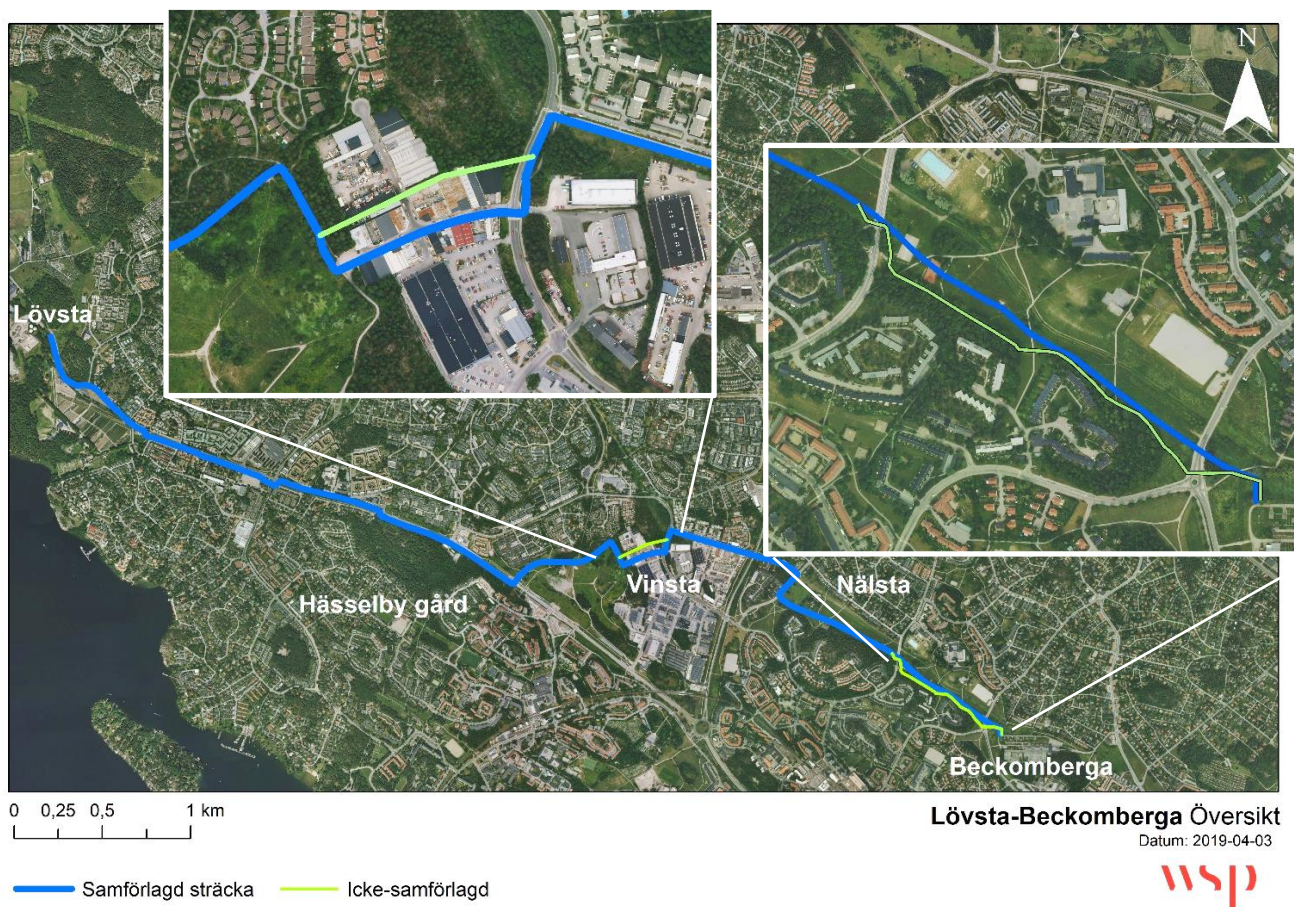 N
Lövsta
Vinsta
Nälsta
Hässelby gård
Beckomberga
0 0,25 0,5 1 km
Lövsta-Beckomberga Översikt
Datum: 2019-04-03
Samförlagd sträcka Icke-samförlagd
wsp